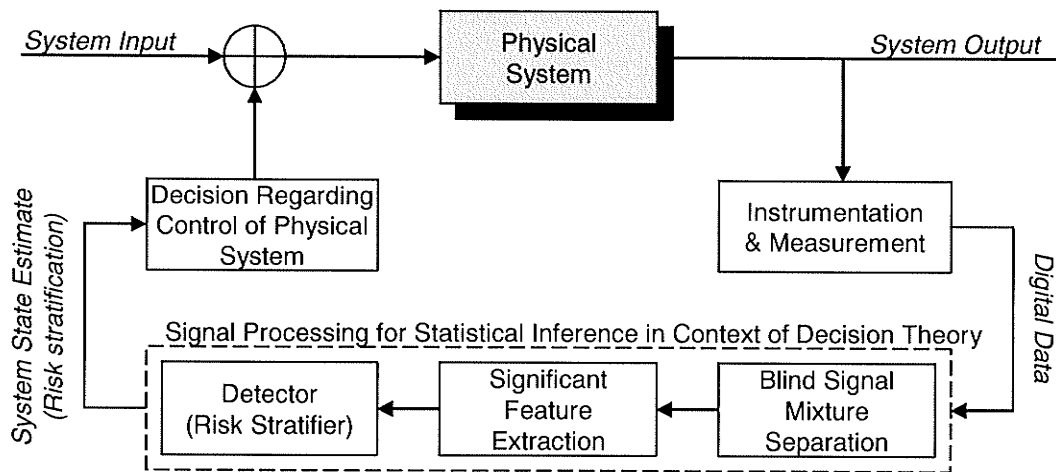 System Input
Physical
System
System Output
Decision Regarding
Control of Physical
System
Instrumentation
& Measurement
System State Estimate
(Risk stratification)
Digital Data
Signal Processing for Statistical Inference in Context of Decision Theory
Detector
(Risk Stratifier)
Significant
Feature
Extraction
Blind Signal
Mixture
Separation